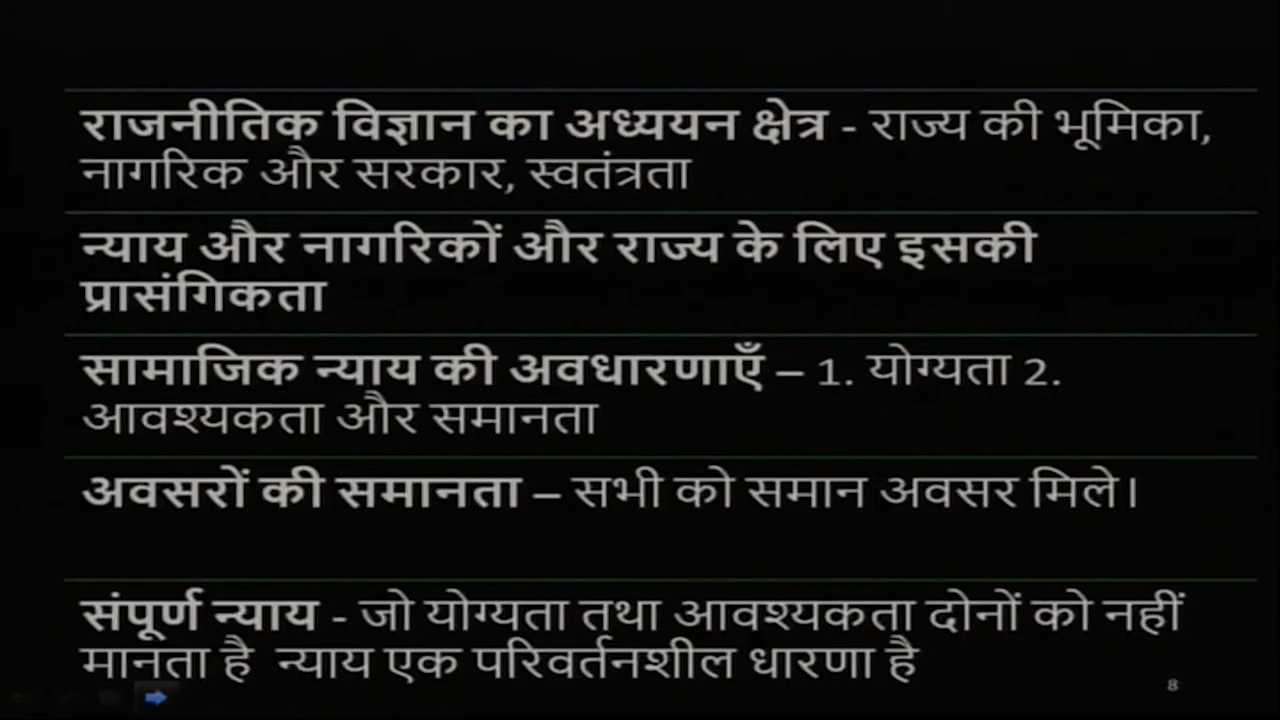 राजनीतिक विज्ञान का अध्ययन क्षेत्र - राज्य की भूमिका,
नागरिक और सरकार, स्वतंत्रता
न्याय और नागरिकों और राज्य के लिए इसकी
प्रासंगिकता
सामाजिक न्याय की अवधारणाएँ – 1. योग्यता 2.
आवश्यकता और समानता
अवसरों की समानता – सभी को समान अवसर मिले।
संपूर्ण न्याय - जो योग्यता तथा आवश्यकता दोनों को नहीं
मानता है न्याय एक परिवर्तनशील धारणा है
8